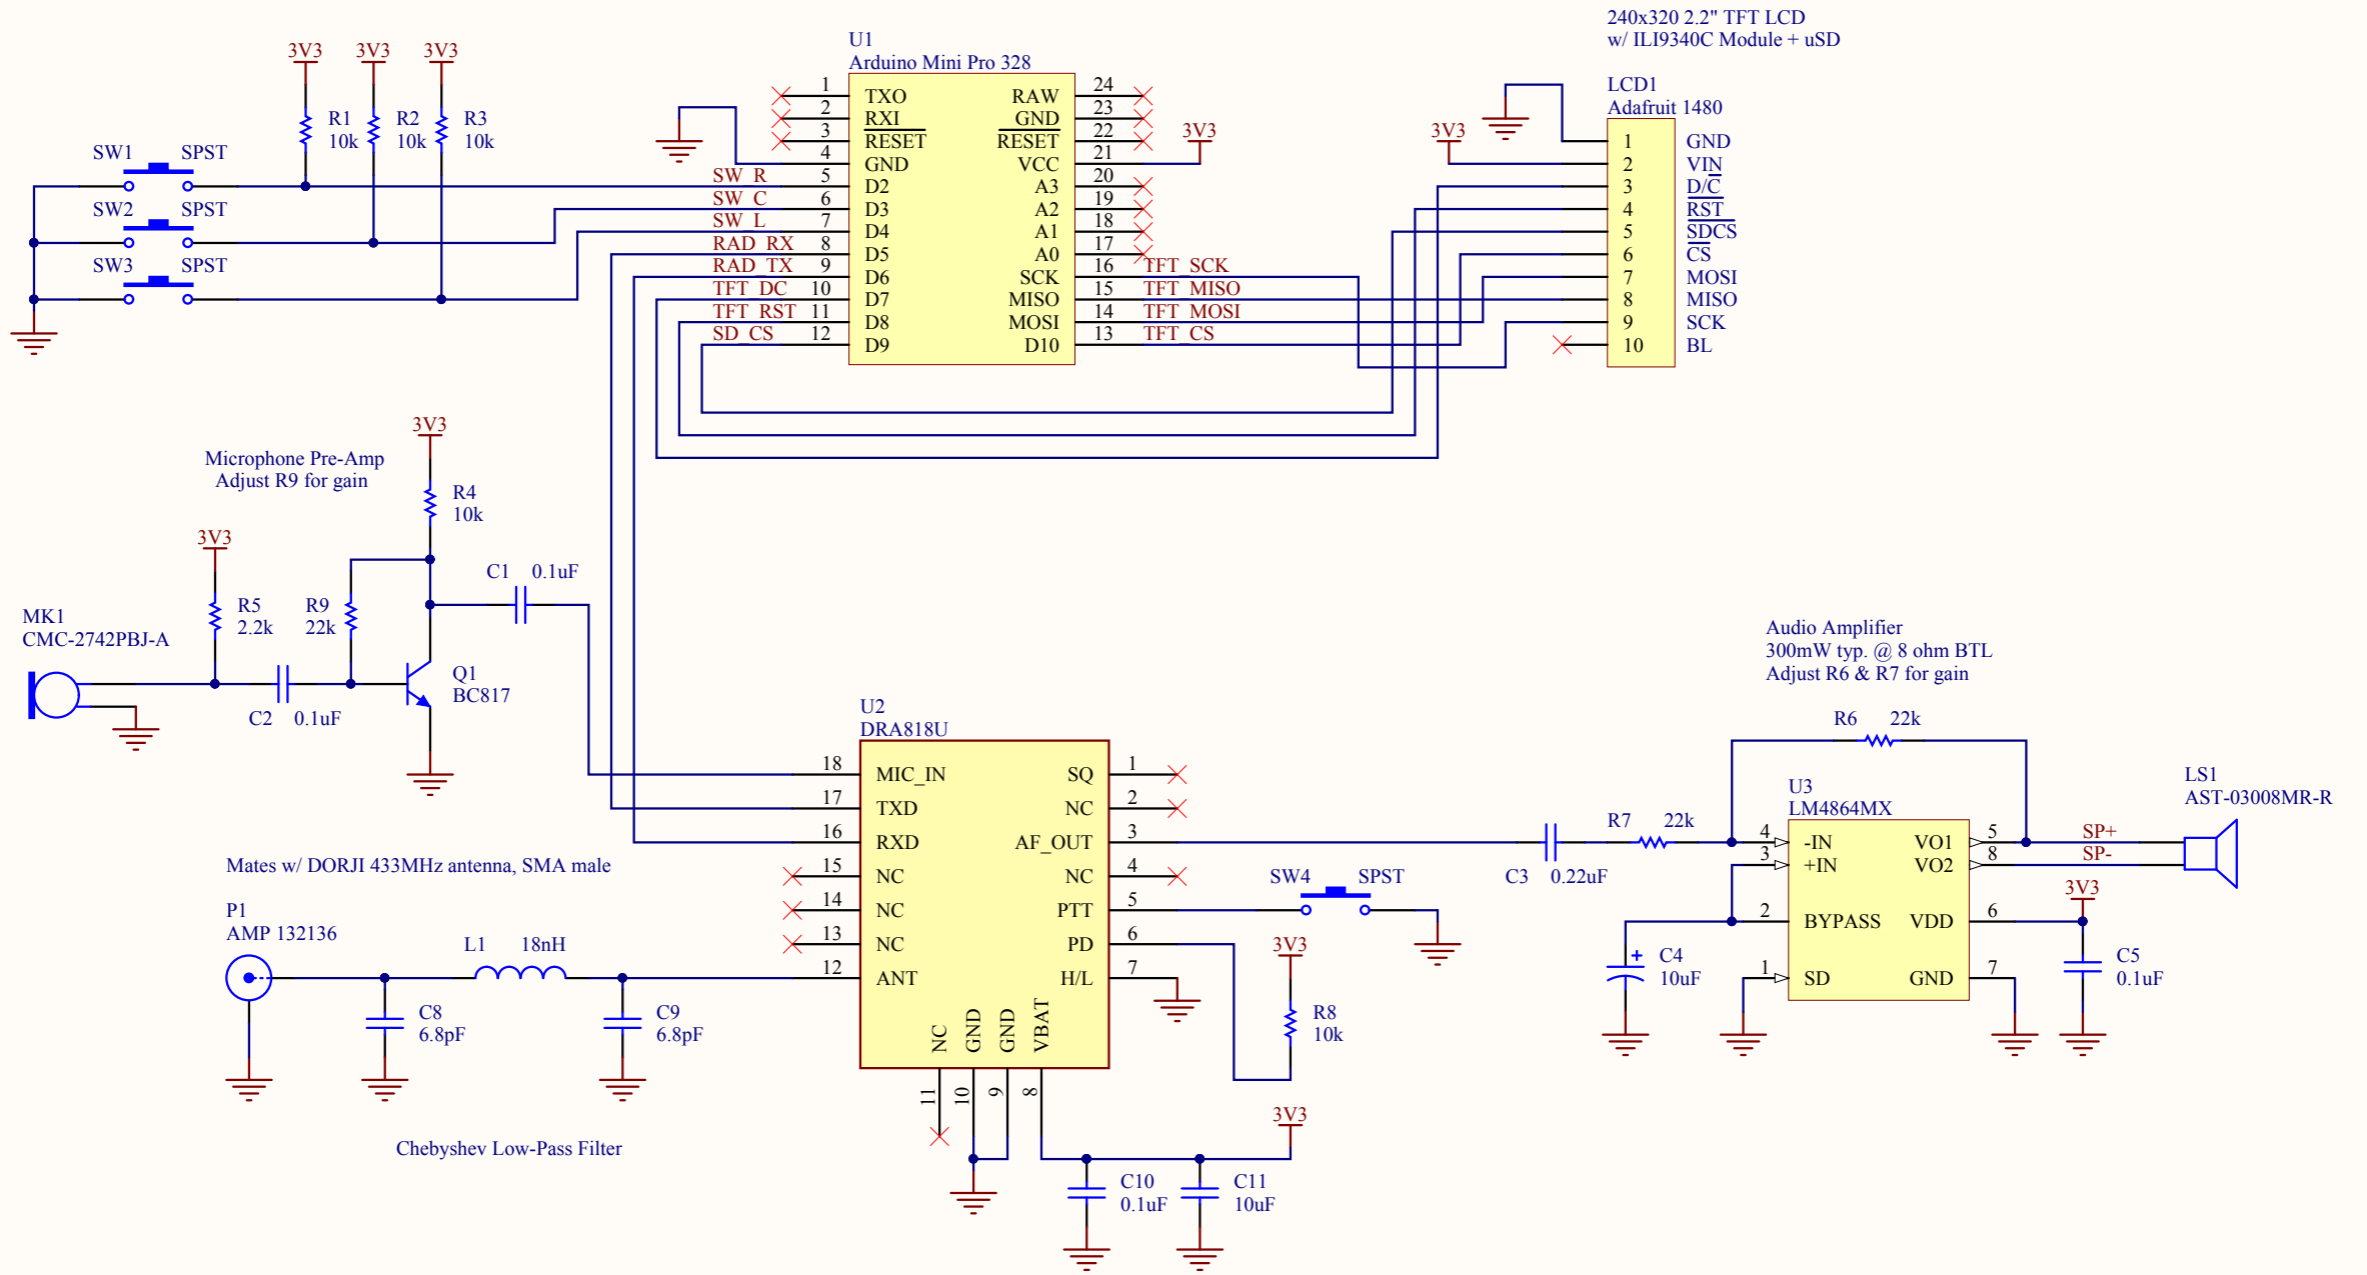 240x320 2.2" TFT LCD
w/ ILI9340C Module + uSD
LCD1
Adafruit 1480
1 GND
2 VIN
3 D/C
4 RST
5 SDCS
6 CS
7 MOSI
8 MISO
9 SCK
10 BL
3V3
U1
Arduino Mini Pro 328
1 TXO RAW 24
2 RXI GND 23
3 RESET RESET 22
4 GND VCC 21
SW_R 5 D2 A3 20
SW_C 6 D3 A2 19
SW_L 7 D4 A1 18
RAD_RX 8 D5 A0 17
RAD_TX 9 D6 SCK 16 TFT_SCK
TFT_DC 10 D7 MISO 15 TFT_MISO
TFT_RST 11 D8 MOSI 14 TFT_MOSI
SD_CS 12 D9 D10 13 TFT_CS
3V3
3V3 3V3 3V3
R1 R2 R3
10k 10k 10k
SW1 SPST
SW2 SPST
SW3 SPST
Microphone Pre-Amp
Adjust R9 for gain
3V3
R4
10k
3V3
R5
2.2k
R9
22k
C1 0.1uF
MK1
CMC-2742PBJ-A
C2 0.1uF
Q1
BC817
U2
DRA818U
18 MIC_IN SQ 1
17 TXD NC 2
16 RXD AF_OUT 3
15 NC NC 4
14 NC PTT 5
13 NC PD 6
12 ANT H/L 7
NC GND GND VBAT
11 10 9 8
Mates w/ DORJI 433MHz antenna, SMA male
P1
AMP 132136
L1 18nH
C8
6.8pF
C9
6.8pF
Chebyshev Low-Pass Filter
SW4 SPST
3V3
R8
10k
3V3
C10
0.1uF
C11
10uF
C3 0.22uF
R7 22k
Audio Amplifier
300mW typ. @ 8 ohm BTL
Adjust R6 & R7 for gain
R6 22k
U3
LM4864MX
4 -IN VO1 5 SP+
3 +IN VO2 8 SP-
2 BYPASS VDD 6
1 SD GND 7
LS1
AST-03008MR-R
3V3
C4
10uF
+
C5
0.1uF